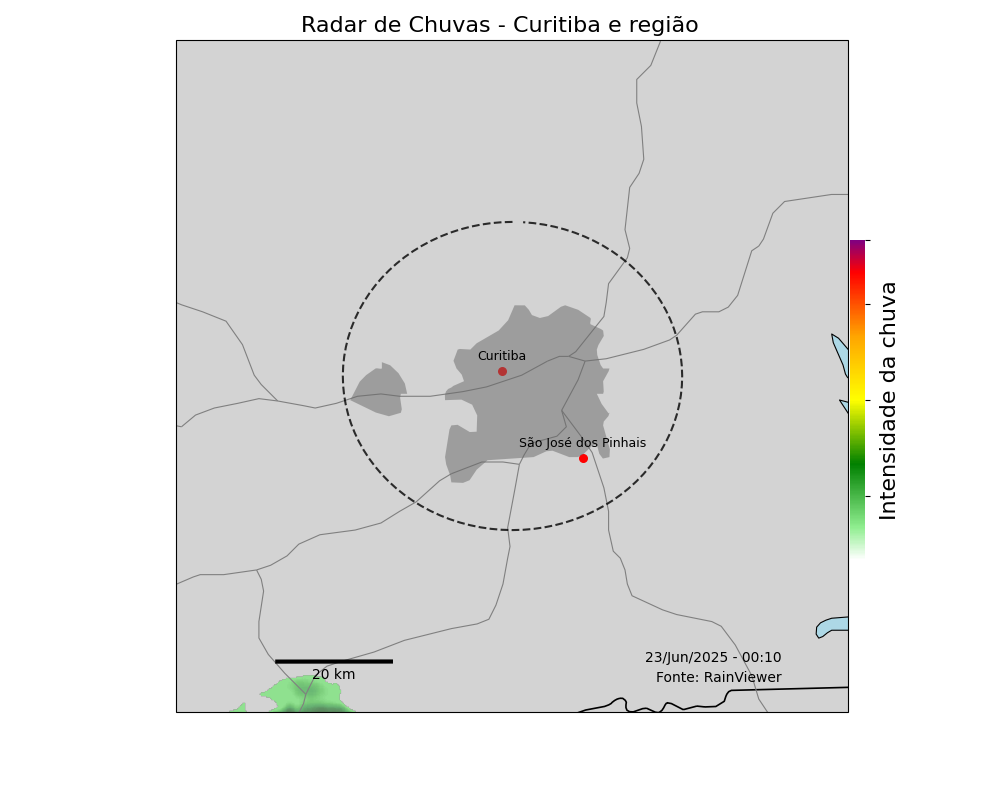 Radar de Chuvas - Curitiba e região
Curitiba
São José dos Pinhais
Intensidade da chuva
20 km
23/Jun/2025 - 00:10
Fonte: RainViewer